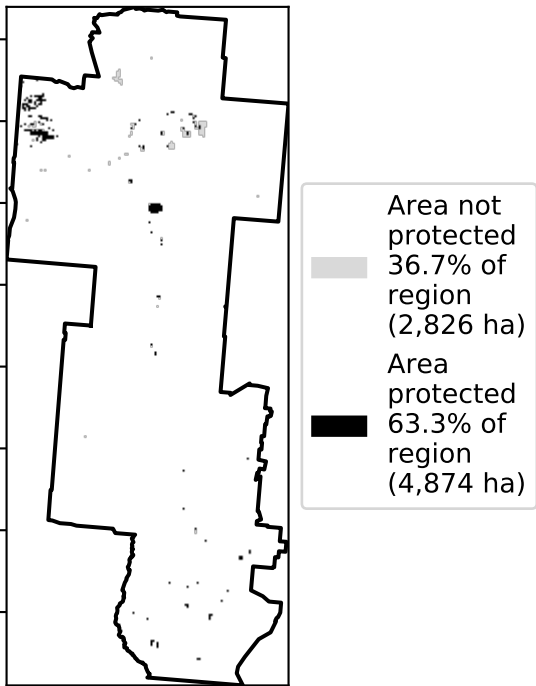 Area not
protected
36.7% of
region
(2,826 ha)
Area
protected
63.3% of
region
(4,874 ha)